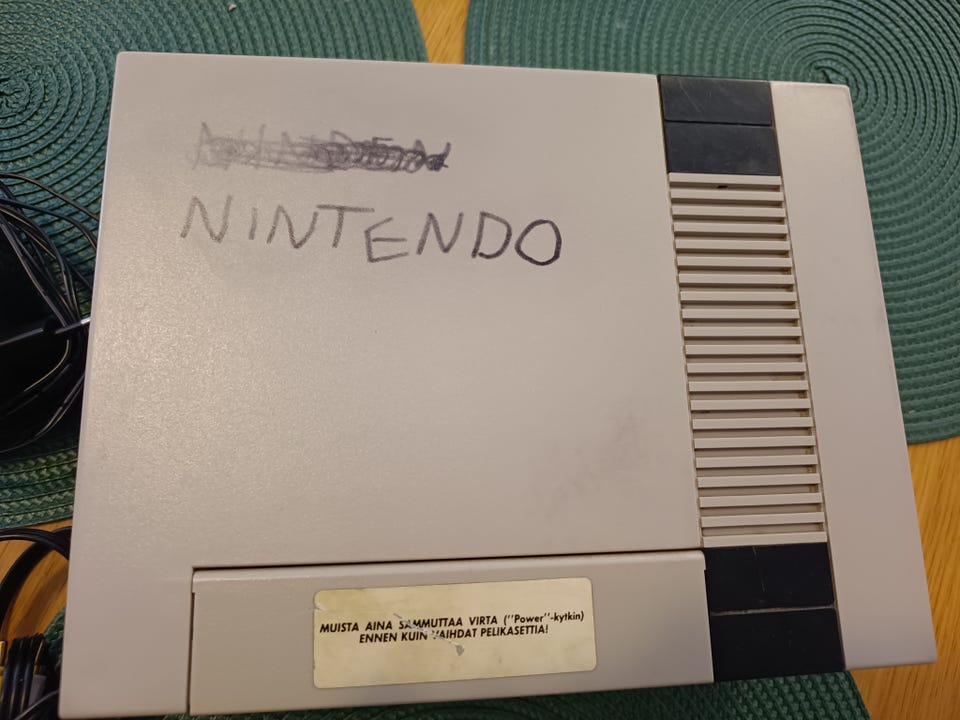 NINTENDO
MUISTA AINA SAMMUTTAA VIRTA (''Power''-kytkin)
ENNEN KUIN VAIHDAT PELIKASETTIA!